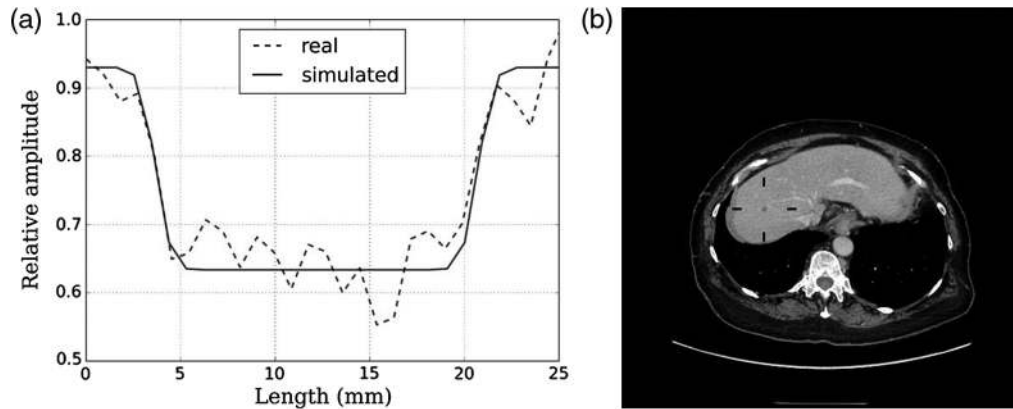 (a)
1.0
0.9
0.8
0.7
0.6
0.5
Relative amplitude
real
simulated
0 5 10 15 20 25
Length (mm)
(b)